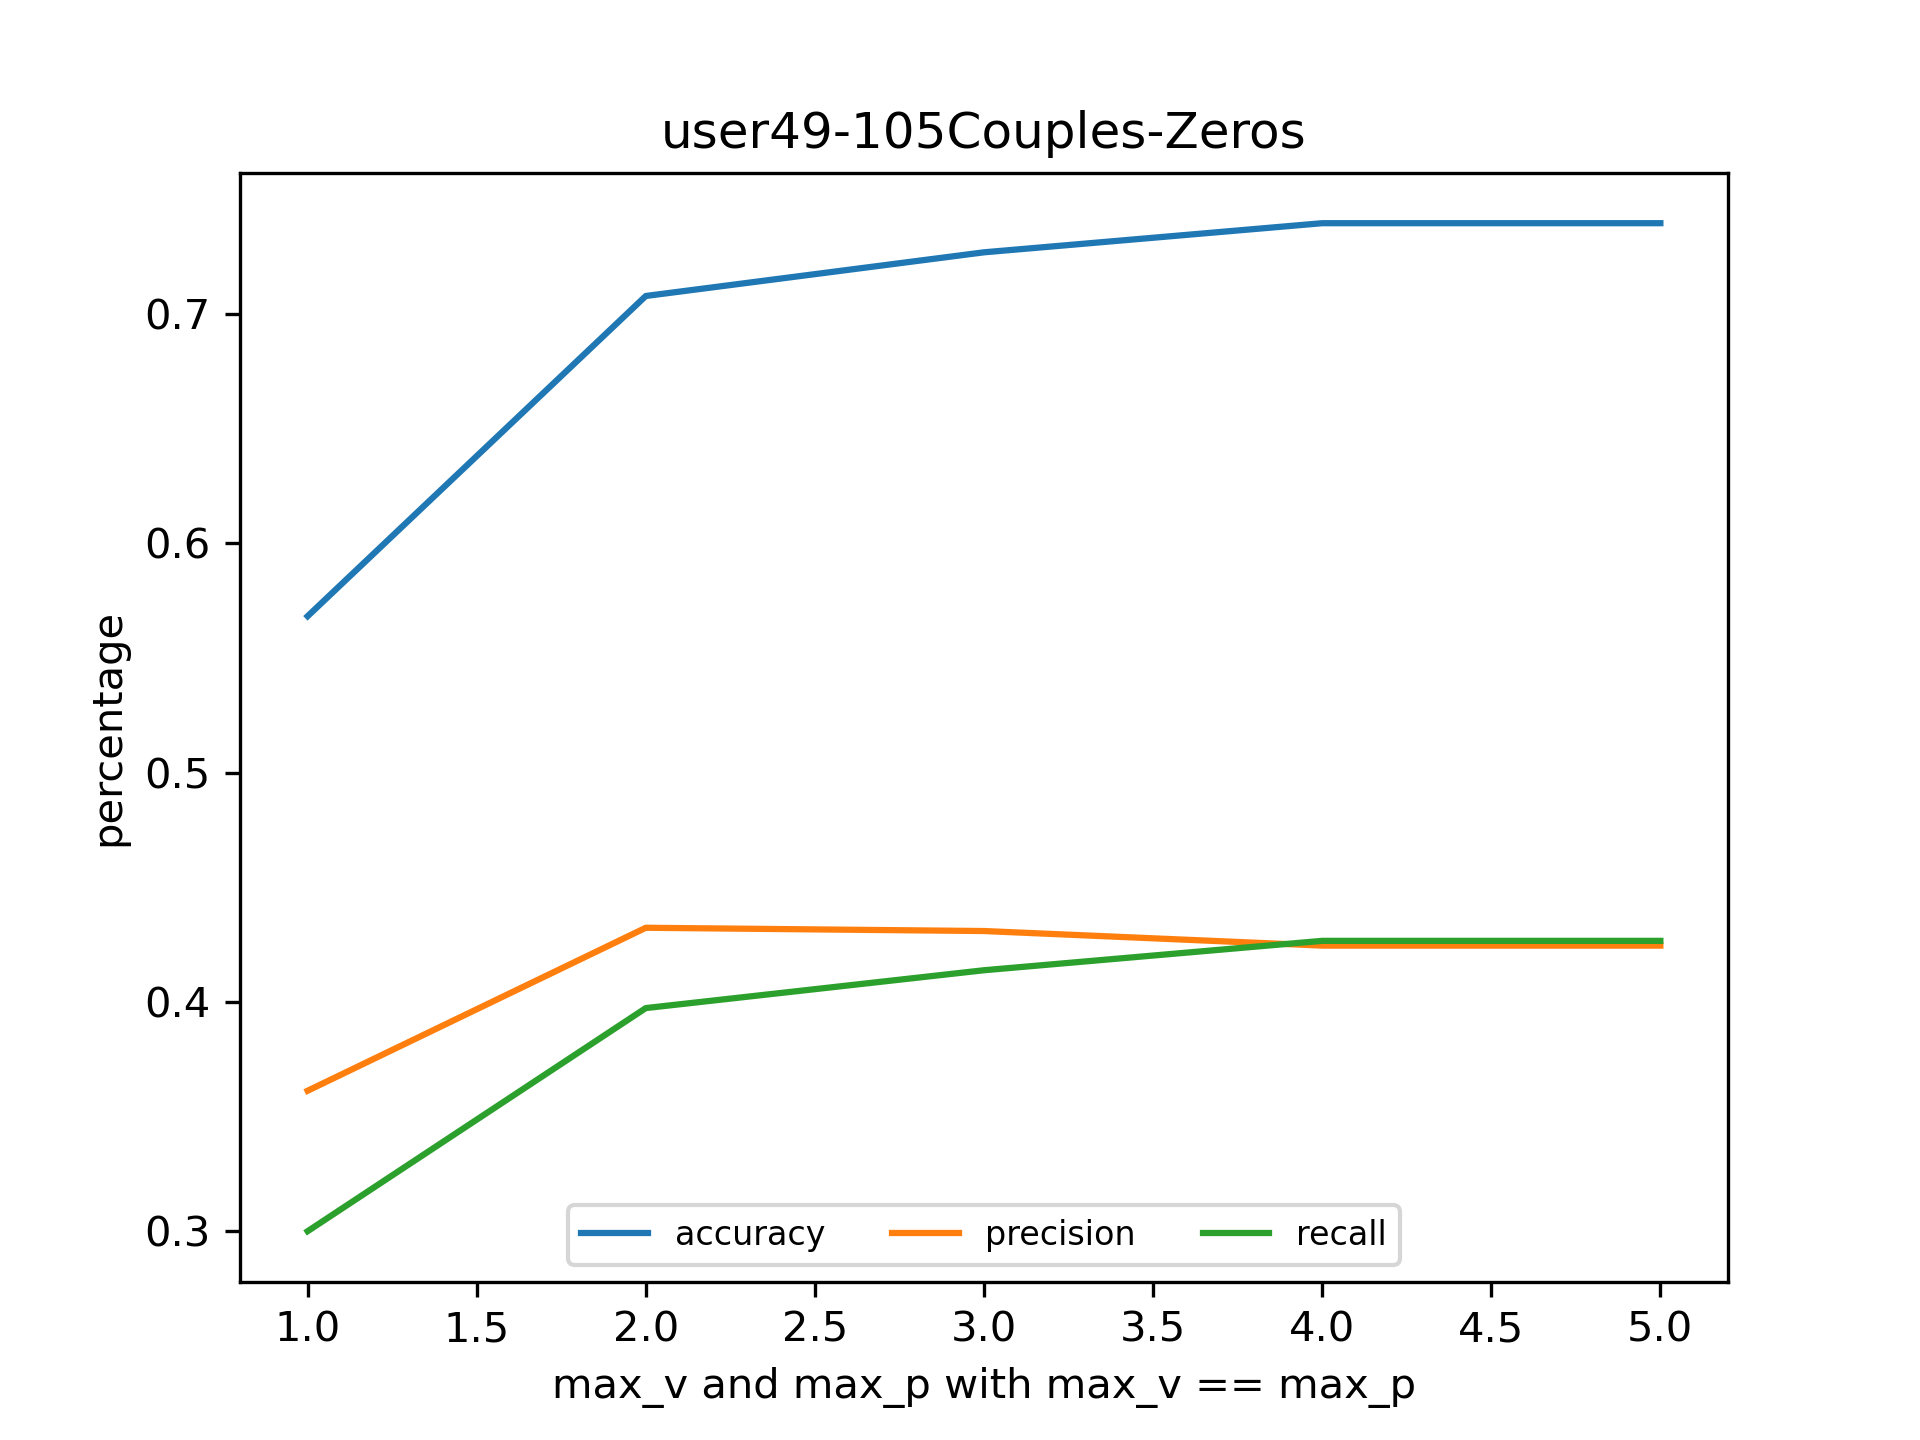 user49-105Couples-Zeros
percentage
0.7
0.6
0.5
0.4
0.3
accuracy precision recall
1.0 1.5 2.0 2.5 3.0 3.5 4.0 4.5 5.0
max_v and max_p with max_v == max_p